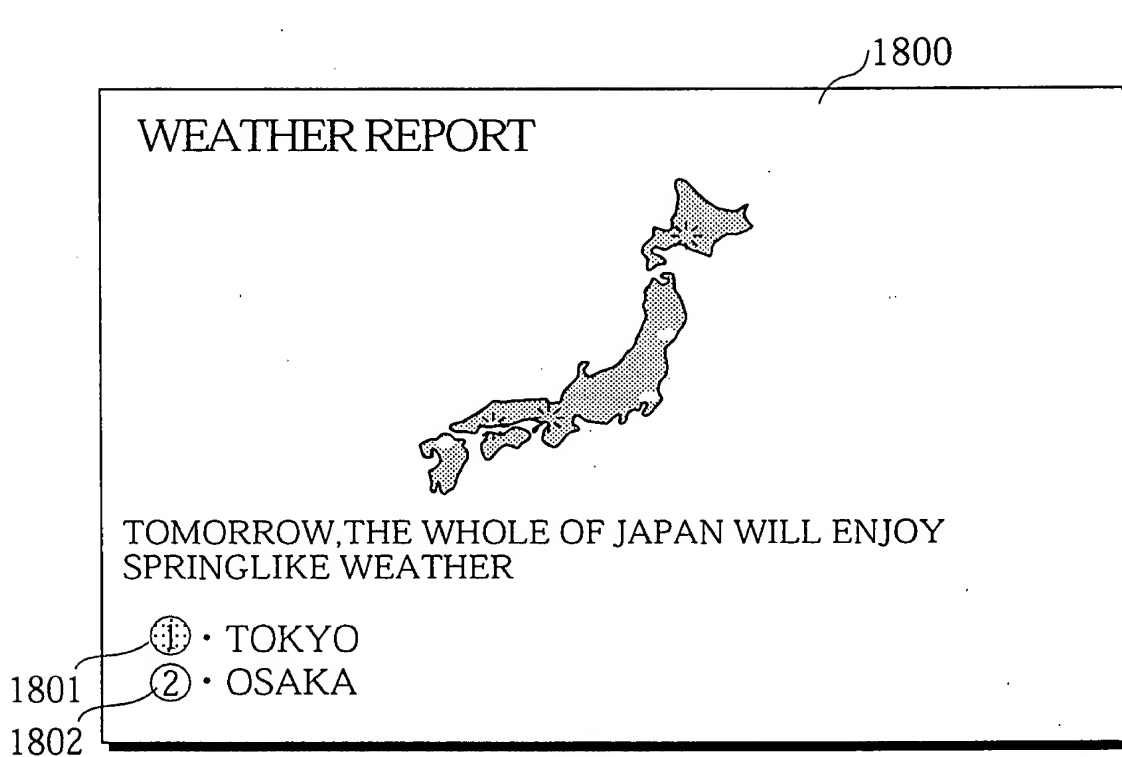 1800
WEATHER REPORT
TOMORROW,THE WHOLE OF JAPAN WILL ENJOY
SPRINGLIKE WEATHER
①・TOKYO
1801
②・OSAKA
1802